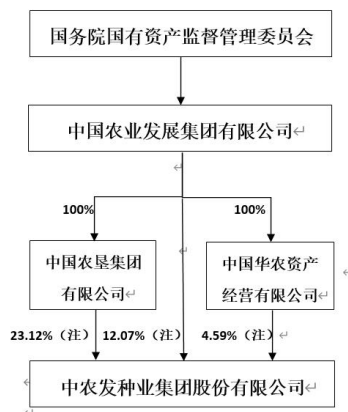 国务院国有资产监督管理委员会
中国农业发展集团有限公司
100%
100%
中国农垦集团
有限公司
中国华农资产
经营有限公司
23.12%（注） 12.07%（注） 4.59%（注）
中农发种业集团股份有限公司